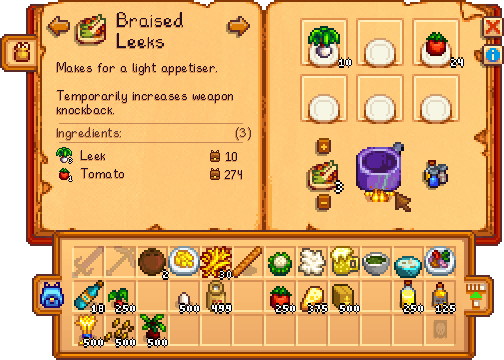 Braised
Leeks
Makes for a light appetiser.
Temporarily increases weapon
knockback.
Ingredients: (3)
Leek 10
Tomato 274
10
24
3
2
30
18
250
499
250
375
500
250
125
500
500
500